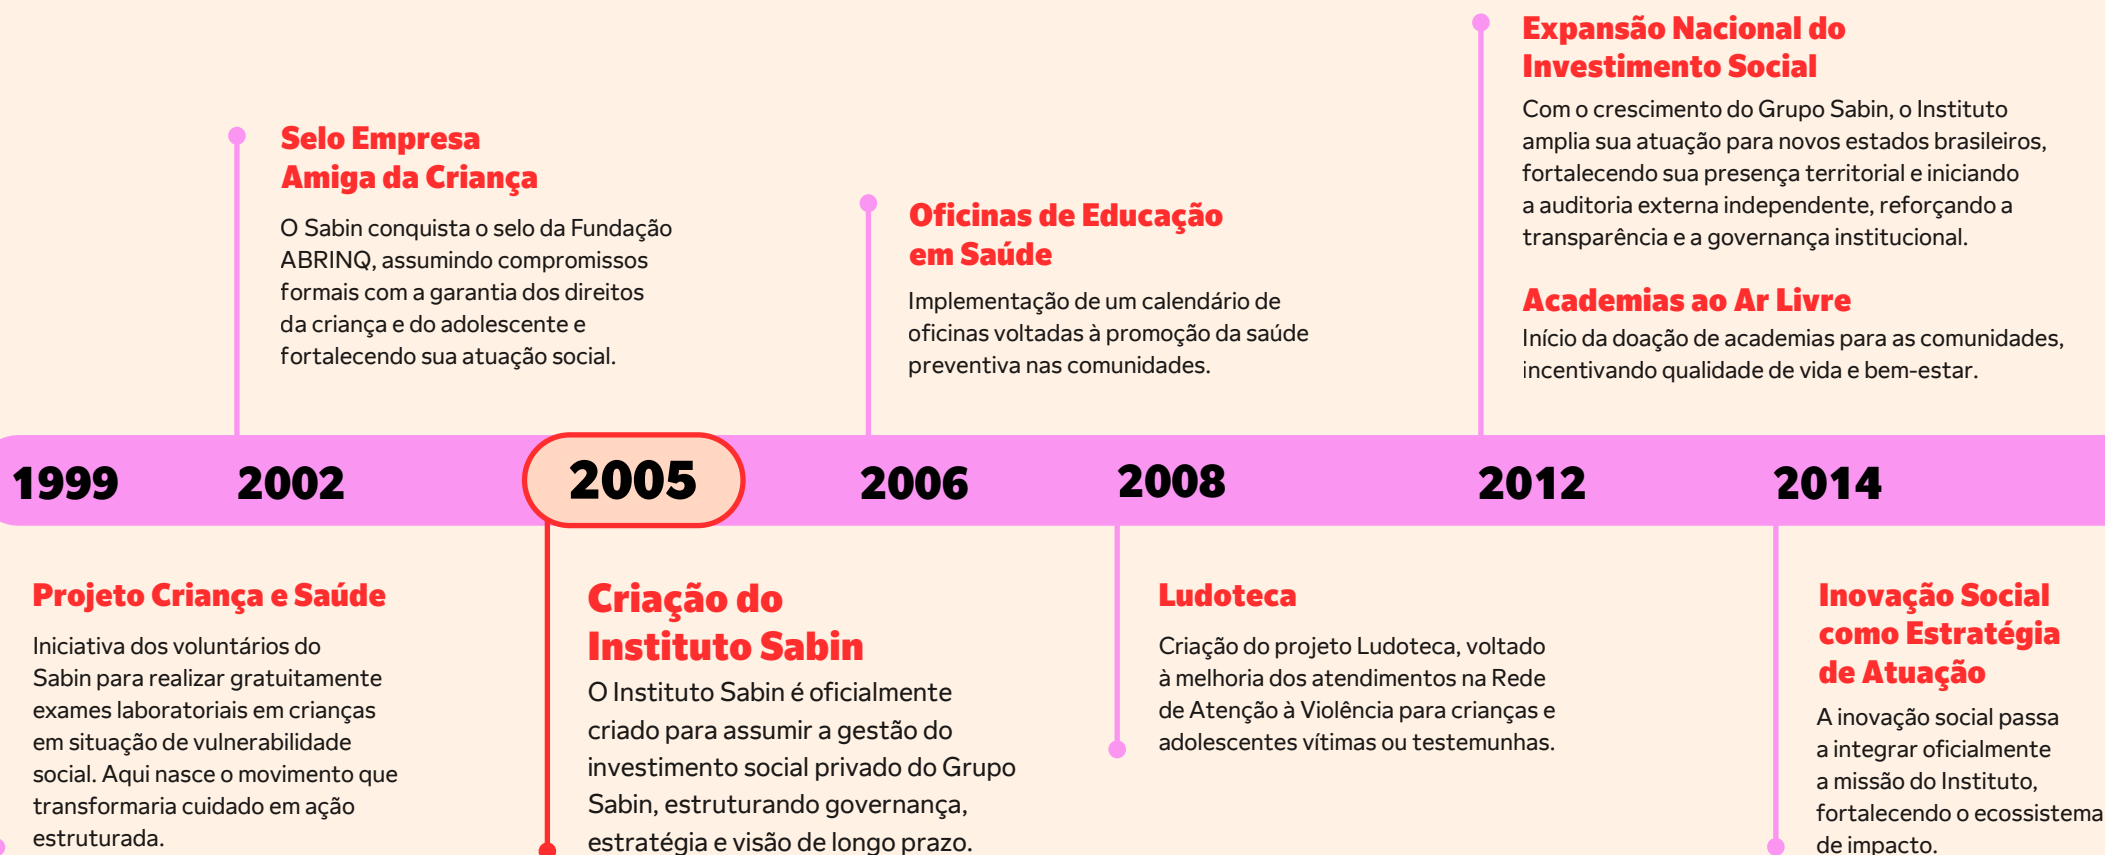 Expansão Nacional do
Investimento Social
Com o crescimento do Grupo Sabin, o Instituto
amplia sua atuação para novos estados brasileiros,
fortalecendo sua presença territorial e iniciando
a auditoria externa independente, reforçando a
transparência e a governança institucional.
Academias ao Ar Livre
Início da doação de academias para as comunidades,
incentivando qualidade de vida e bem-estar.
Selo Empresa
Amiga da Criança
O Sabin conquista o selo da Fundação
ABRINQ, assumindo compromissos
formais com a garantia dos direitos
da criança e do adolescente e
fortalecendo sua atuação social.
Oficinas de Educação
em Saúde
Implementação de um calendário de
oficinas voltadas à promoção da saúde
preventiva nas comunidades.
1999
2002
2005
2006
2008
2012
2014
Projeto Criança e Saúde
Iniciativa dos voluntários do
Sabin para realizar gratuitamente
exames laboratoriais em crianças
em situação de vulnerabilidade
social. Aqui nasce o movimento que
transformaria cuidado em ação
estruturada.
Criação do
Instituto Sabin
O Instituto Sabin é oficialmente
criado para assumir a gestão do
investimento social privado do Grupo
Sabin, estruturando governança,
estratégia e visão de longo prazo.
Ludoteca
Criação do projeto Ludoteca, voltado
à melhoria dos atendimentos na Rede
de Atenção à Violência para crianças e
adolescentes vítimas ou testemunhas.
Inovação Social
como Estratégia
de Atuação
A inovação social passa
a integrar oficialmente
a missão do Instituto,
fortalecendo o ecossistema
de impacto.